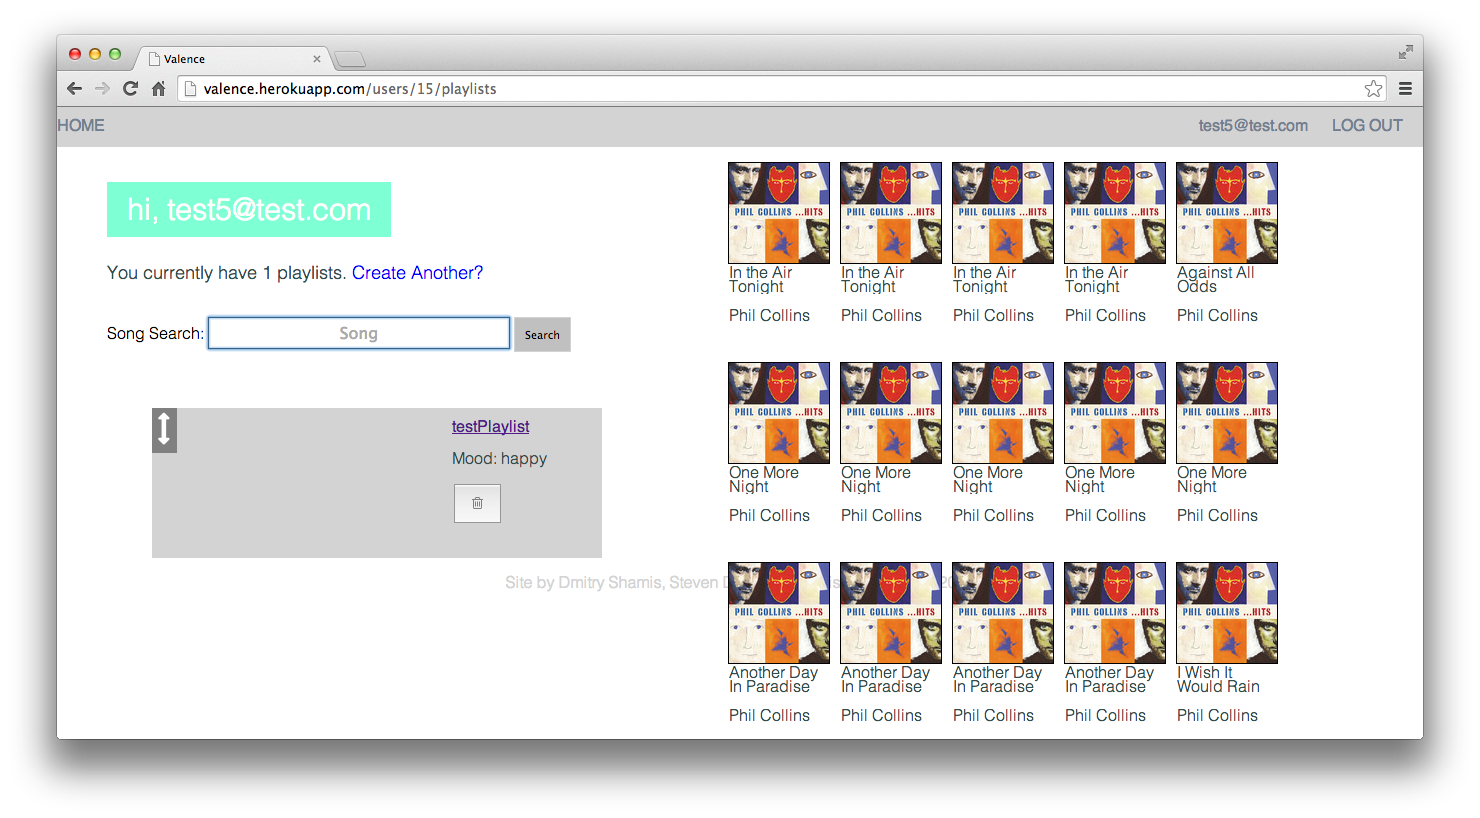 Valence
valence.herokuapp.com/users/15/playlists
HOME
test5@test.com LOG OUT
hi, test5@test.com
You currently have 1 playlists. Create Another?
Song Search: Song Search
testPlaylist
Mood: happy
Site by Dmitry Shamis, Steven
PHIL COLLINS ...HITS PHIL COLLINS ...HITS PHIL COLLINS ...HITS PHIL COLLINS ...HITS PHIL COLLINS ...HITS
In the Air In the Air In the Air In the Air Against All
Tonight Tonight Tonight Tonight Odds
Phil Collins Phil Collins Phil Collins Phil Collins Phil Collins
PHIL COLLINS ...HITS PHIL COLLINS ...HITS PHIL COLLINS ...HITS PHIL COLLINS ...HITS PHIL COLLINS ...HITS
One More One More One More One More One More
Night Night Night Night Night
Phil Collins Phil Collins Phil Collins Phil Collins Phil Collins
PHIL COLLINS ...HITS PHIL COLLINS ...HITS PHIL COLLINS ...HITS PHIL COLLINS ...HITS PHIL COLLINS ...HITS
Another Day Another Day Another Day Another Day I Wish It
In Paradise In Paradise In Paradise In Paradise Would Rain
Phil Collins Phil Collins Phil Collins Phil Collins Phil Collins